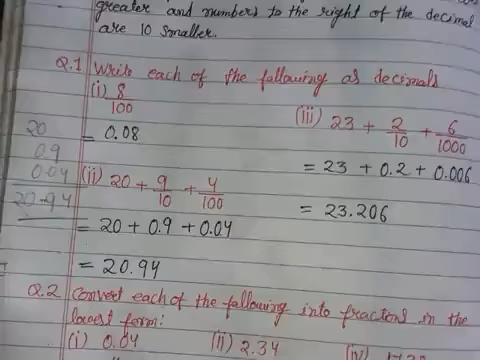 greater and numbers to the right of the decimal
are 10 smaller.
Q.1 Write each of the following as decimals
(i) 8/100
= 0.08
(ii) 20 + 9/10 + 4/100
= 20 + 0.9 + 0.04
= 20.94
(iii) 23 + 2/10 + 6/1000
= 23 + 0.2 + 0.006
= 23.206
20
0.9
0.04
20.94
Q.2 Convert each of the following into fractions in the
lowest form:
(i) 0.04
(ii) 2.34
(iv)